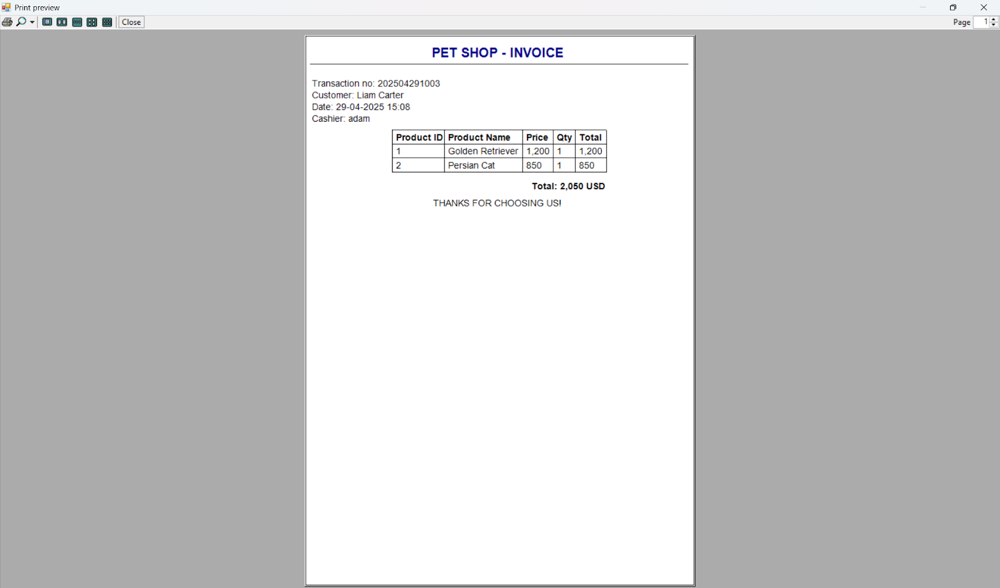 Print preview
Close
Page 1
PET SHOP - INVOICE
Transaction no: 202504291003
Customer: Liam Carter
Date: 29-04-2025 15:08
Cashier: adam
Product ID Product Name Price Qty Total
1 Golden Retriever 1,200 1 1,200
2 Persian Cat 850 1 850
Total: 2,050 USD
THANKS FOR CHOOSING US!